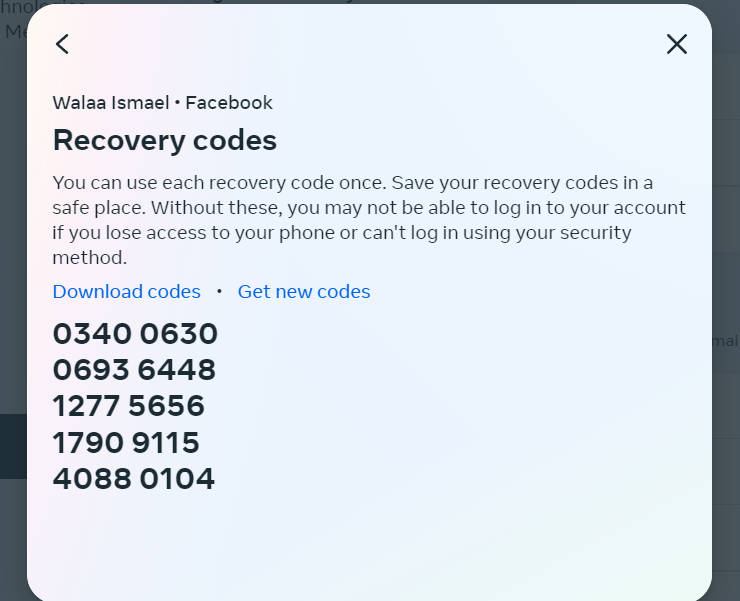 Walaa Ismael • Facebook
Recovery codes
You can use each recovery code once. Save your recovery codes in a
safe place. Without these, you may not be able to log in to your account
if you lose access to your phone or can't log in using your security
method.
Download codes • Get new codes
0340 0630
0693 6448
1277 5656
1790 9115
4088 0104